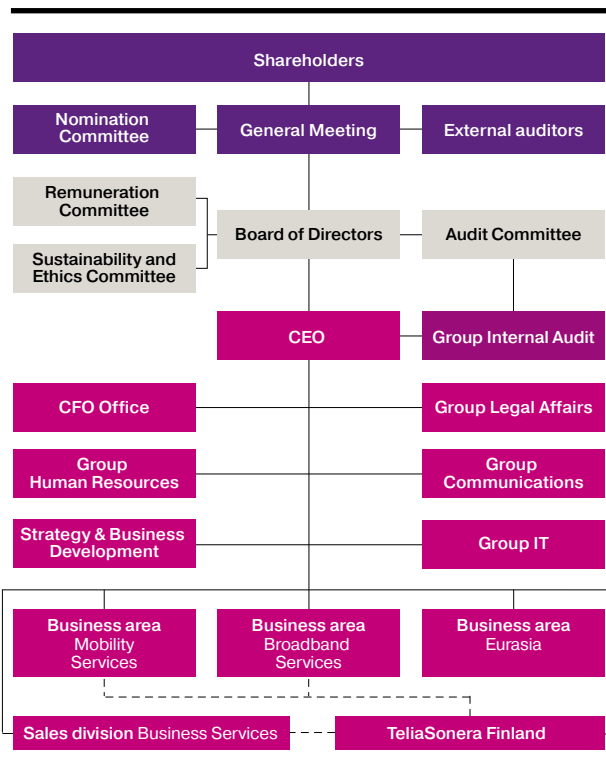 Shareholders
Nomination
Committee
General Meeting
External auditors
Remuneration
Committee
Sustainability and
Ethics Committee
Board of Directors
Audit Committee
CEO
Group Internal Audit
CFO Office
Group Legal Affairs
Group
Human Resources
Group
Communications
Strategy & Business
Development
Group IT
Business area
Mobility
Services
Business area
Broadband
Services
Business area
Eurasia
Sales division Business Services
TeliaSonera Finland